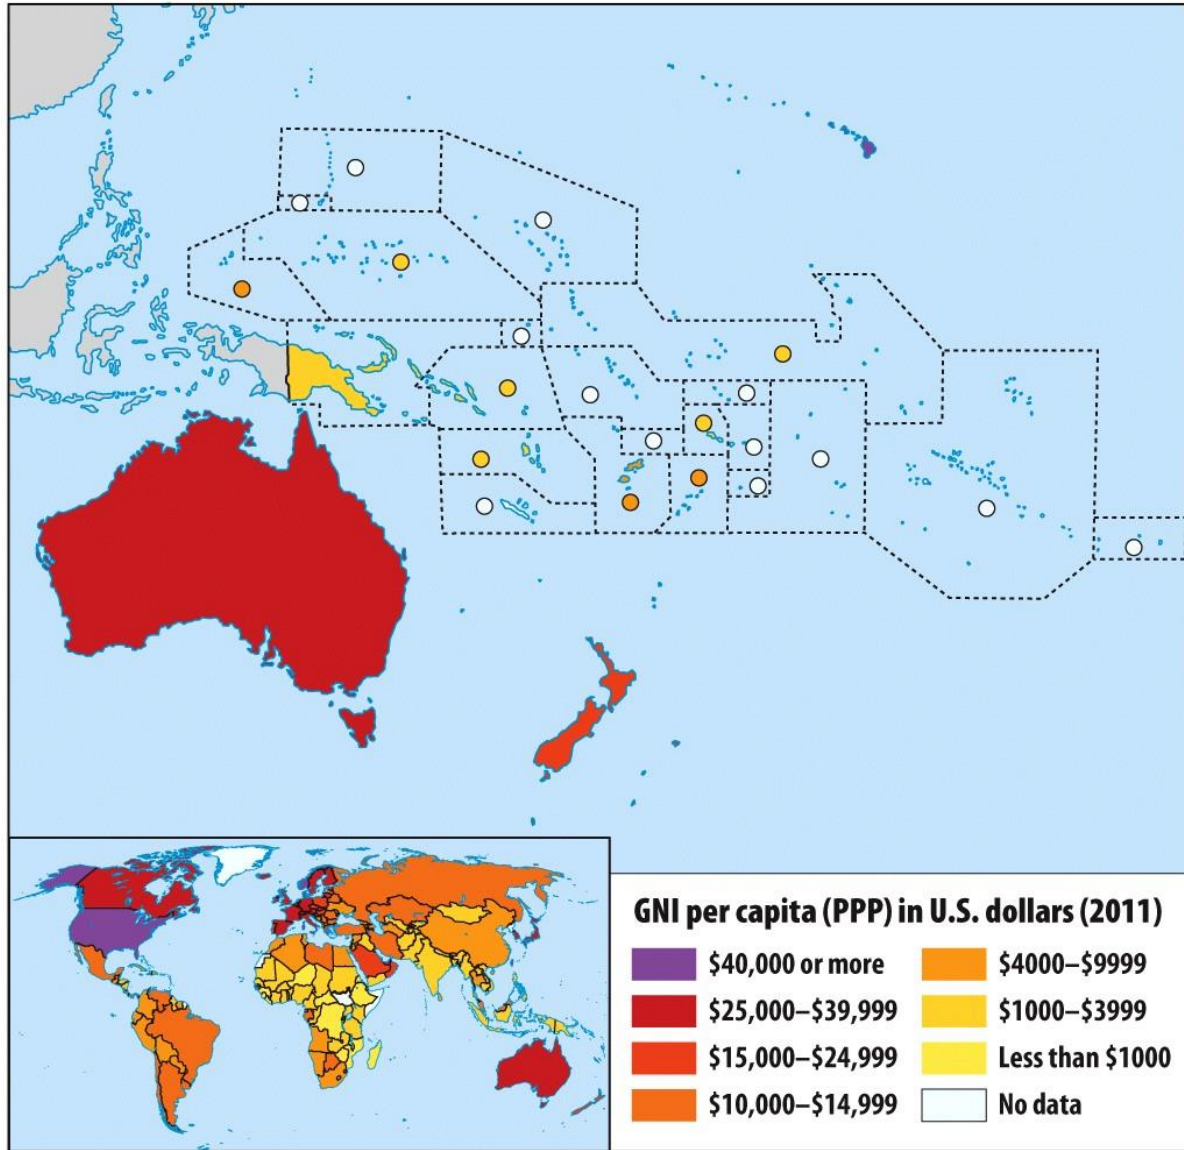 GNI per capita (PPP) in U.S. dollars (2011)
$40,000 or more
$25,000–$39,999
$15,000–$24,999
$10,000–$14,999
$4000–$9999
$1000–$3999
Less than $1000
No data